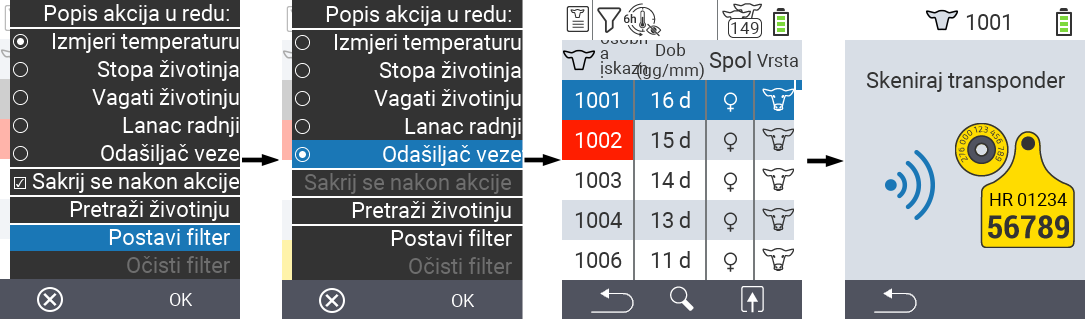 Popis akcija u redu:
Izmjeri temperaturu
Stopa životinja
Vagati životinju
Lanac radnji
Odašiljač veze
Sakrij se nakon akcije
Pretraži životinju
Postavi filter
Očisti filter
OK
Popis akcija u redu:
Izmjeri temperaturu
Stopa životinja
Vagati životinju
Lanac radnji
Odašiljač veze
Sakrij se nakon akcije
Pretraži životinju
Postavi filter
Očisti filter
OK
6h
149
a iskazn
Dob (gg/mm)
Spol
Vrsta
1001 16 d
1002 15 d
1003 14 d
1004 13 d
1006 11 d
1001
Skeniraj transponder
276 000 123 456 789
HR 01234
56789